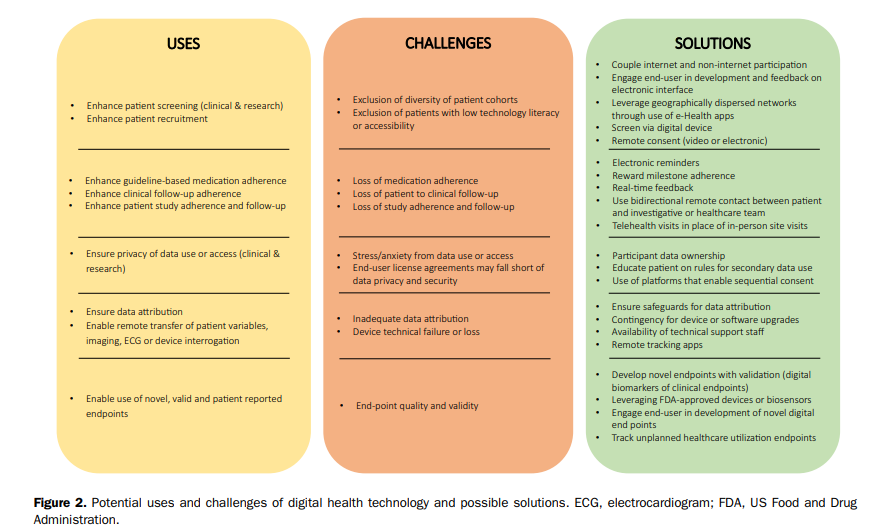 USES
• Enhance patient screening (clinical & research)
• Enhance patient recruitment
• Enhance guideline-based medication adherence
• Enhance clinical follow-up adherence
• Enhance patient study adherence and follow-up
• Ensure privacy of data use or access (clinical &
research)
• Ensure data attribution
• Enable remote transfer of patient variables,
imaging, ECG or device interrogation
• Enable use of novel, valid and patient reported
endpoints
CHALLENGES
• Exclusion of diversity of patient cohorts
• Exclusion of patients with low technology literacy
or accessibility
• Loss of medication adherence
• Loss of patient to clinical follow-up
• Loss of study adherence and follow-up
• Stress/anxiety from data use or access
• End-user license agreements may fall short of
data privacy and security
• Inadequate data attribution
• Device technical failure or loss
• End-point quality and validity
SOLUTIONS
• Couple internet and non-internet participation
• Engage end-user in development and feedback on
electronic interface
• Leverage geographically dispersed networks
through use of e-Health apps
• Screen via digital device
• Remote consent (video or electronic)
• Electronic reminders
• Reward milestone adherence
• Real-time feedback
• Use bidirectional remote contact between patient
and investigative or healthcare team
• Telehealth visits in place of in-person site visits
• Participant data ownership
• Educate patient on rules for secondary data use
• Use of platforms that enable sequential consent
• Ensure safeguards for data attribution
• Contingency for device or software upgrades
• Availability of technical support staff
• Remote tracking apps
• Develop novel endpoints with validation (digital
biomarkers of clinical endpoints)
• Leveraging FDA-approved devices or biosensors
• Engage end-user in development of novel digital
end points
• Track unplanned healthcare utilization endpoints
Figure 2. Potential uses and challenges of digital health technology and possible solutions. ECG, electrocardiogram; FDA, US Food and Drug
Administration.